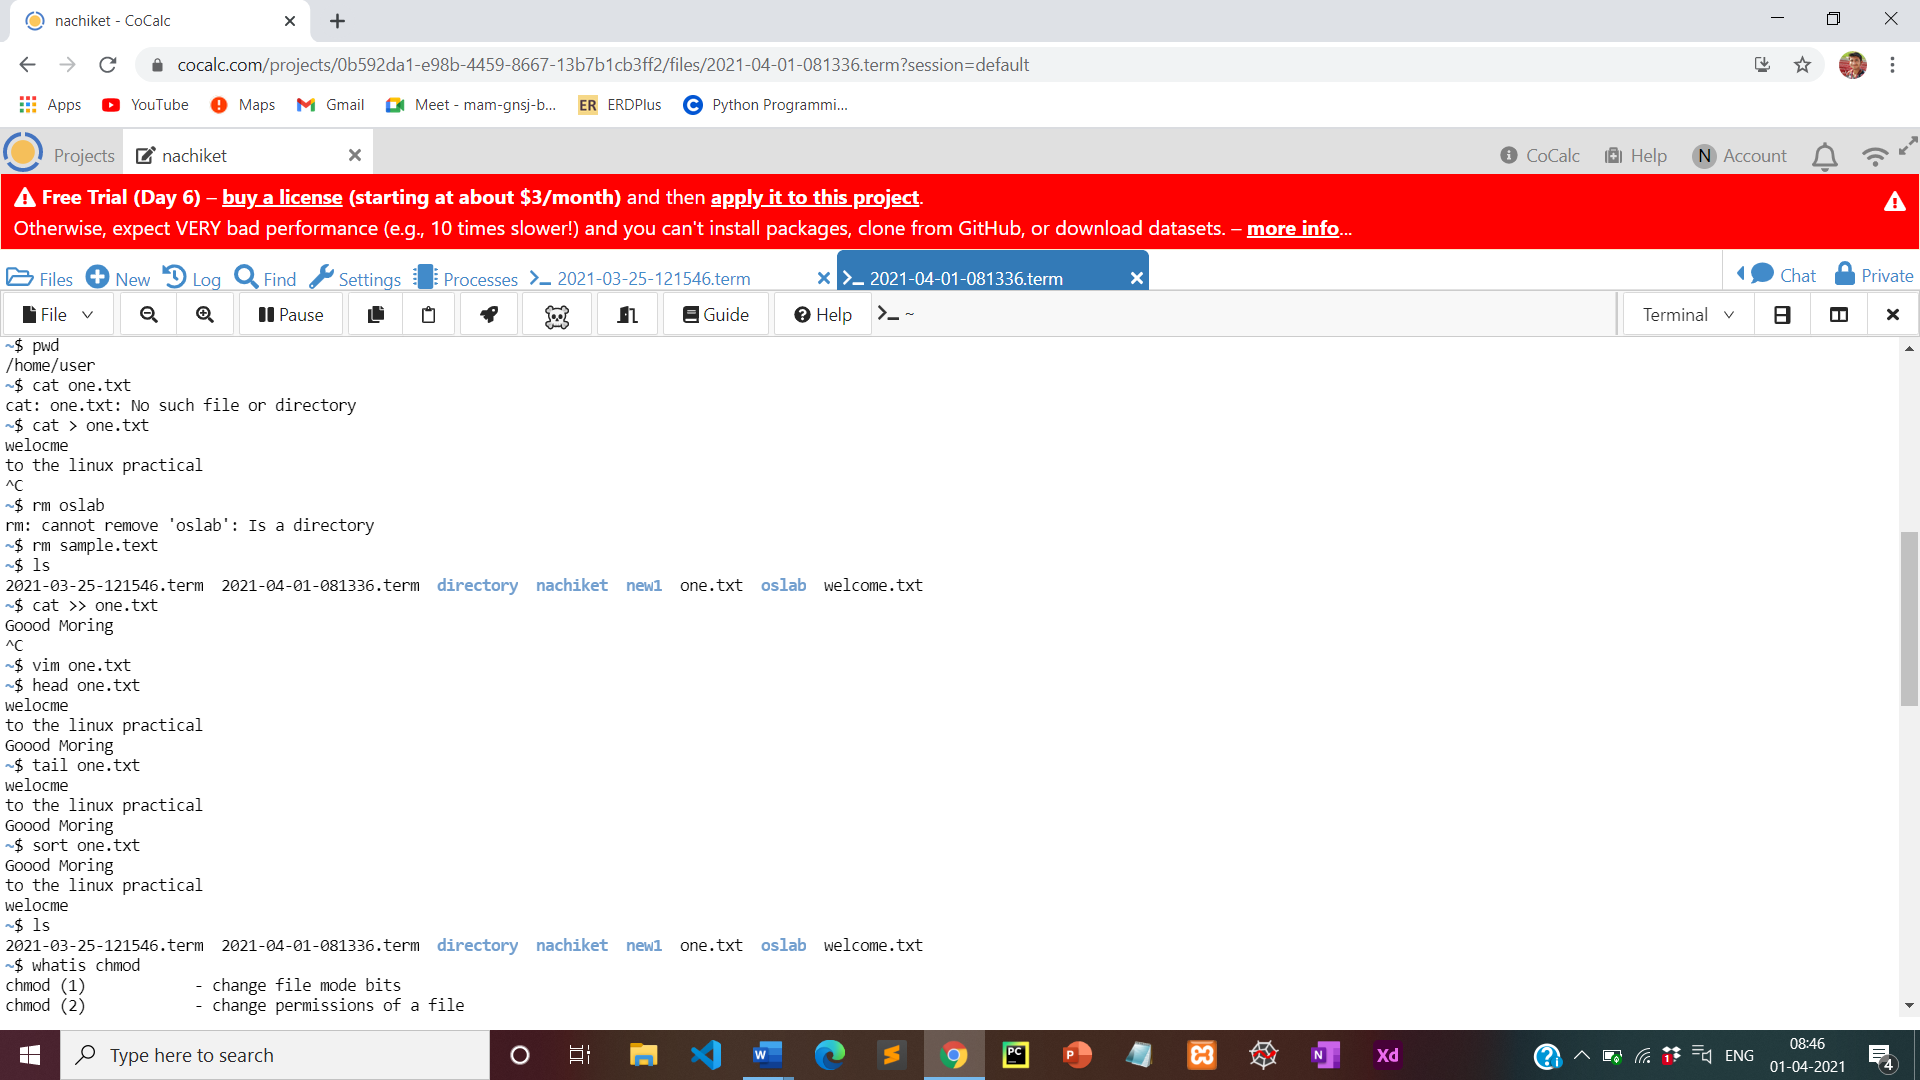 nachiket - CoCalc
cocalc.com/projects/0b592da1-e98b-4459-8667-13b7b1cb3ff2/files/2021-04-01-081336.term?session=default
Apps YouTube Maps Gmail Meet - mam-gnsj-b... ER ERDPlus C Python Programmi...
Projects nachiket CoCalc Help N Account
Free Trial (Day 6) – buy a license (starting at about $3/month) and then apply it to this project.
Otherwise, expect VERY bad performance (e.g., 10 times slower!) and you can't install packages, clone from GitHub, or download datasets. – more info...
Files New Log Find Settings Processes 2021-03-25-121546.term 2021-04-01-081336.term Chat Private
File Pause Guide Help ~ Terminal
~$ pwd
/home/user
~$ cat one.txt
cat: one.txt: No such file or directory
~$ cat > one.txt
welocme
to the linux practical
^C
~$ rm oslab
rm: cannot remove 'oslab': Is a directory
~$ rm sample.text
~$ ls
2021-03-25-121546.term 2021-04-01-081336.term directory nachiket new1 one.txt oslab welcome.txt
~$ cat >> one.txt
Goood Moring
^C
~$ vim one.txt
~$ head one.txt
welocme
to the linux practical
Goood Moring
~$ tail one.txt
welocme
to the linux practical
Goood Moring
~$ sort one.txt
Goood Moring
to the linux practical
welocme
~$ ls
2021-03-25-121546.term 2021-04-01-081336.term directory nachiket new1 one.txt oslab welcome.txt
~$ whatis chmod
chmod (1) - change file mode bits
chmod (2) - change permissions of a file
Type here to search W PC P N Xd ENG 08:46
01-04-2021 4